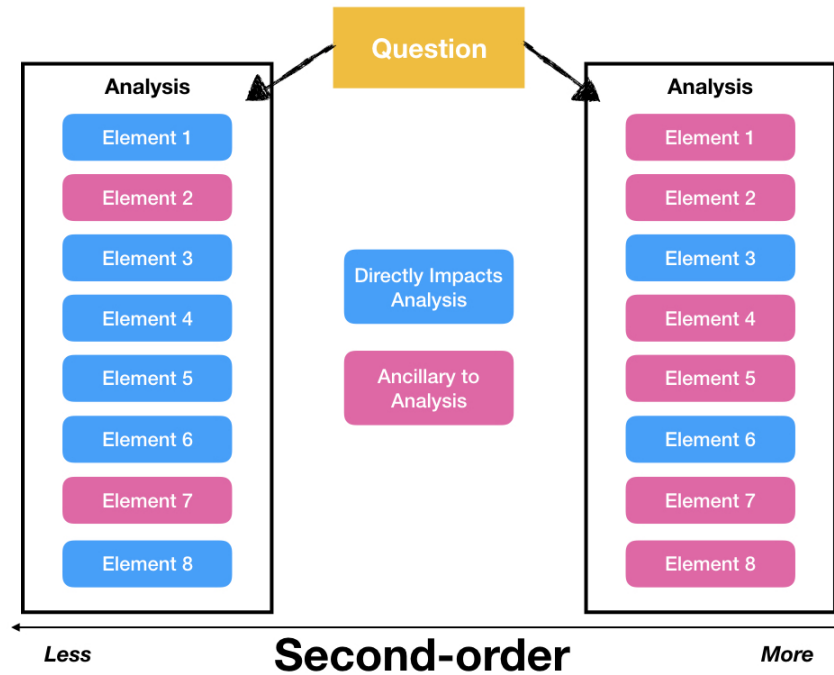 Question
Analysis
Element 1
Element 2
Element 3
Element 4
Element 5
Element 6
Element 7
Element 8
Directly Impacts
Analysis
Ancillary to
Analysis
Analysis
Element 1
Element 2
Element 3
Element 4
Element 5
Element 6
Element 7
Element 8
Less
Second-order
More